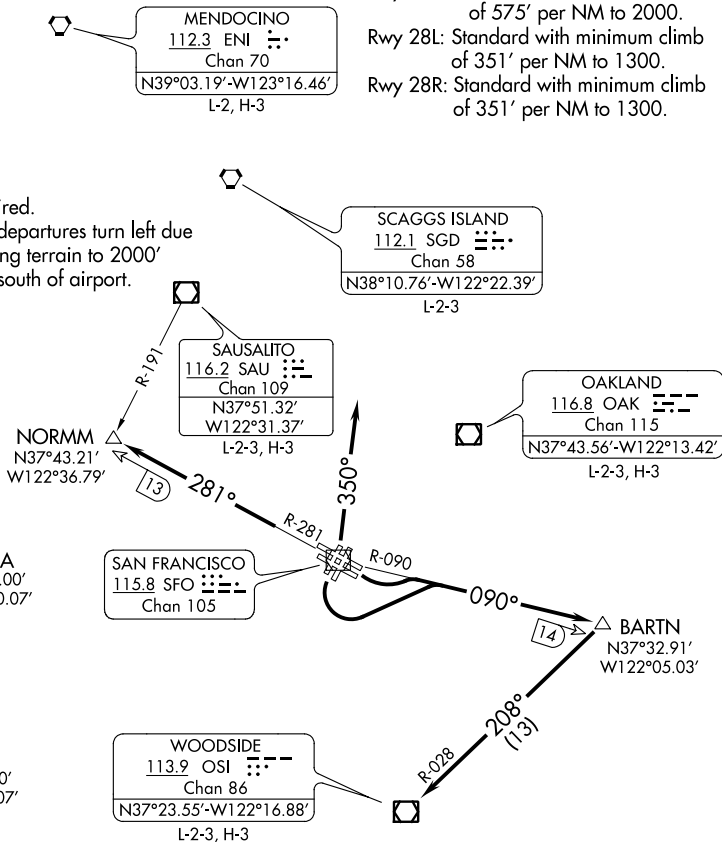 MENDOCINO
112.3 ENI
Chan 70
N39°03.19′-W123°16.46′
L-2, H-3
of 575′ per NM to 2000.
Rwy 28L: Standard with minimum climb
of 351′ per NM to 1300.
Rwy 28R: Standard with minimum climb
of 351′ per NM to 1300.
departures turn left due
terrain to 2000′
south of airport.
SCAGGS ISLAND
112.1 SGD
Chan 58
N38°10.76′-W122°22.39′
L-2-3
R-191
SAUSALITO
116.2 SAU
Chan 109
N37°51.32′
W122°31.37′
L-2-3, H-3
OAKLAND
116.8 OAK
Chan 115
N37°43.56′-W122°13.42′
L-2-3, H-3
NORMM
N37°43.21′
W122°36.79′
13
281°
350°
R-281
R-090
SAN FRANCISCO
115.8 SFO
Chan 105
090°
14
BARTN
N37°32.91′
W122°05.03′
208°
(13)
R-028
WOODSIDE
113.9 OSI
Chan 86
N37°23.55′-W122°16.88′
L-2-3, H-3